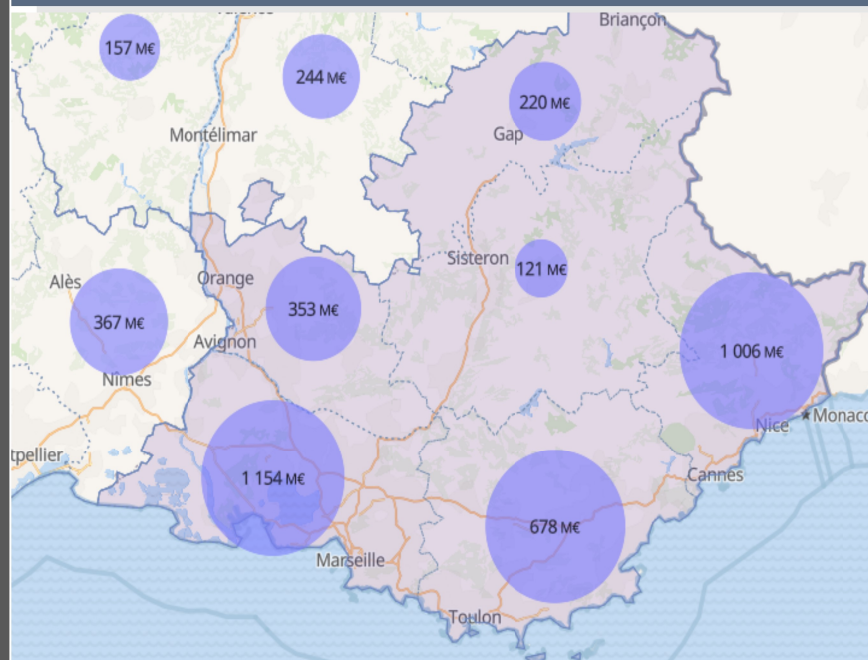 Briançon
157 M€
244 M€
220 M€
Montélimar
Gap
Sisteron
121 M€
Alès
Orange
353 M€
367 M€
Avignon
1 006 M€
Nîmes
Nice
Monaco
tpellier
1 154 M€
Cannes
678 M€
Marseille
Toulon